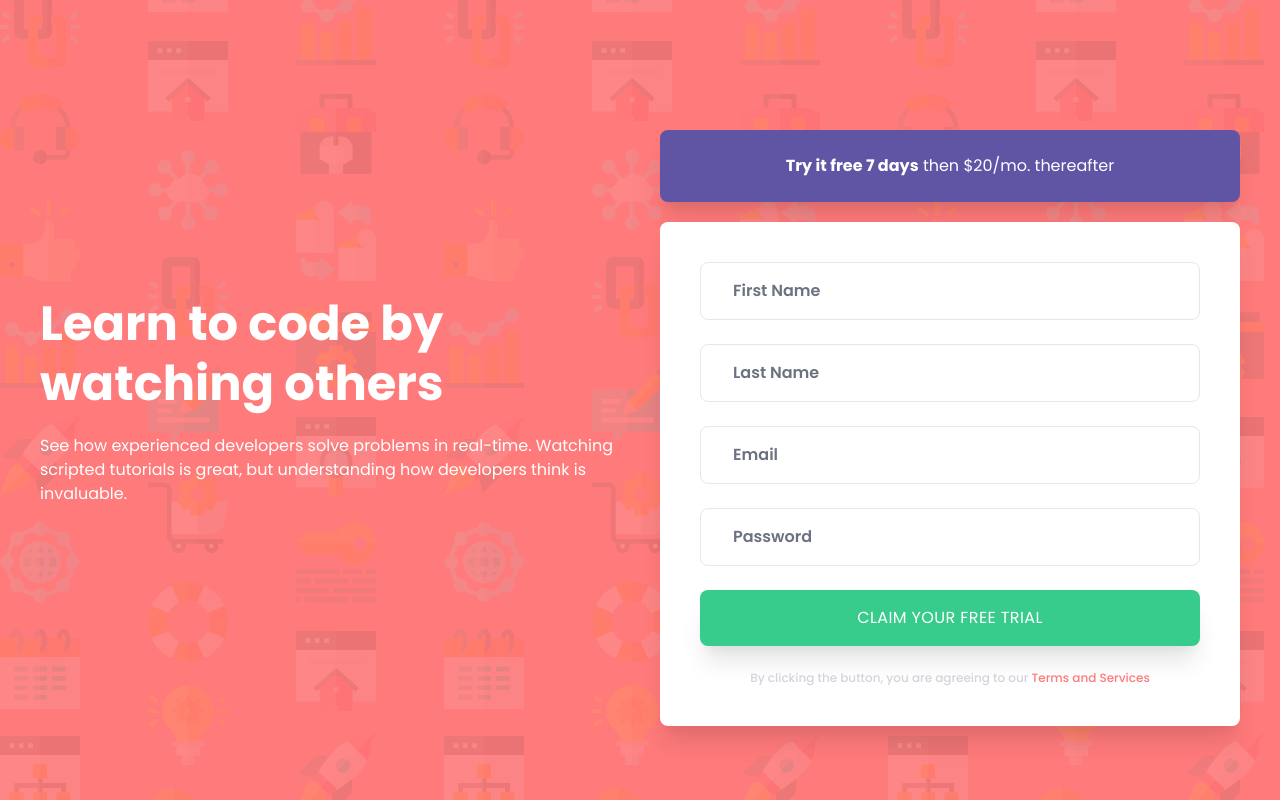 Learn to code by
watching others
See how experienced developers solve problems in real-time. Watching
scripted tutorials is great, but understanding how developers think is
invaluable.
Try it free 7 days then $20/mo. thereafter
First Name
Last Name
Email
Password
CLAIM YOUR FREE TRIAL
By clicking the button, you are agreeing to our Terms and Services